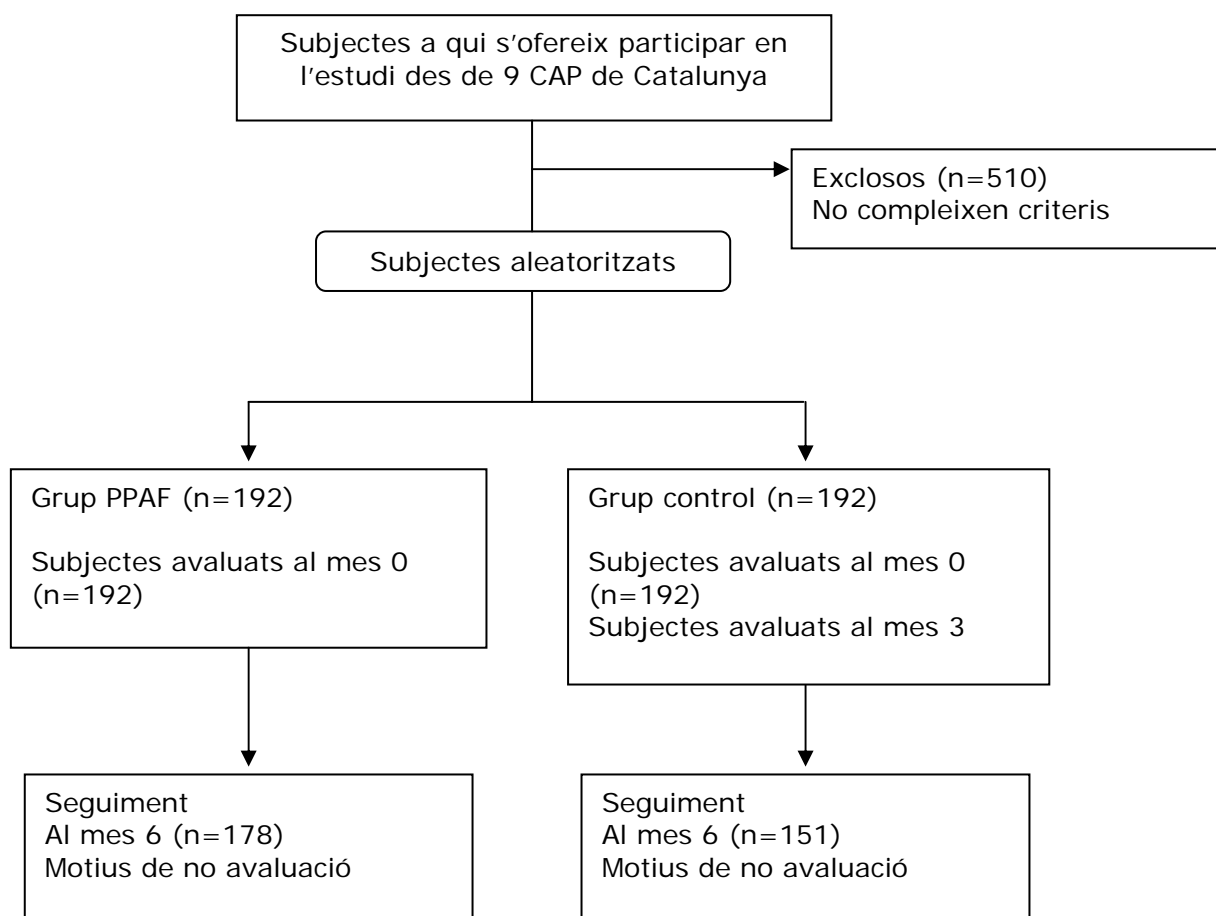 Subjectes a qui s'ofereix participar en
l'estudi des de 9 CAP de Catalunya
Exclosos (n=510)
No compleixen criteris
Subjectes aleatoritzats
Grup PPAF (n=192)
Subjectes avaluats al mes 0
(n=192)
Grup control (n=192)
Subjectes avaluats al mes 0
(n=192)
Subjectes avaluats al mes 3
Seguiment
Al mes 6 (n=178)
Motius de no avaluació
Seguiment
Al mes 6 (n=151)
Motius de no avaluació